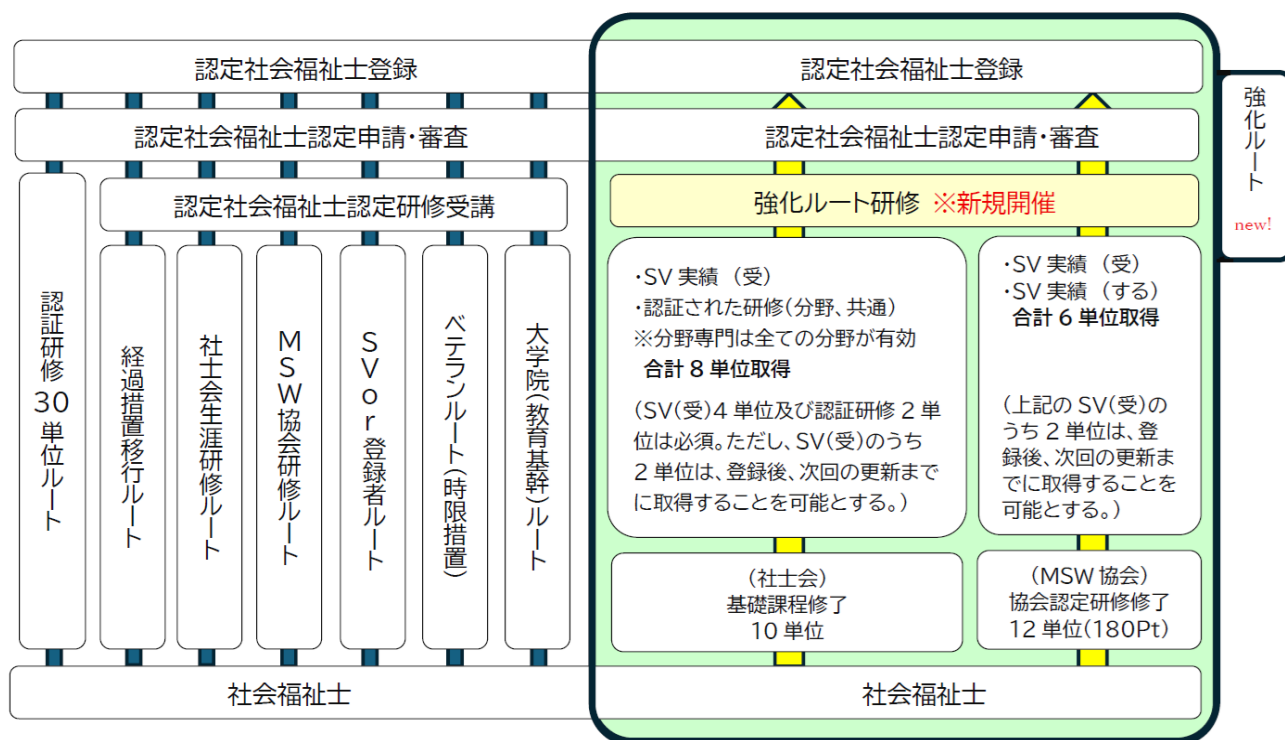 認定社会福祉士登録
認定社会福祉士登録
認定社会福祉士認定申請・審査
認定社会福祉士認定申請・審査
認定社会福祉士認定研修受講
認証研修30単位ルート
経過措置移行ルート
社士会生涯研修ルート
MSW協会研修ルート
SVor登録者ルート
ベテランルート(時限措置)
大学院(教育基幹)ルート
強化ルート研修 ※新規開催
・SV 実績 (受)
・認証された研修(分野、共通)
※分野専門は全ての分野が有効
合計 8 単位取得
(SV(受)4 単位及び認証研修 2 単
位は必須。ただし、SV(受)のうち
2 単位は、登録後、次回の更新まで
に取得することを可能とする。)
・SV 実績 (受)
・SV 実績 (する)
合計 6 単位取得
(上記の SV(受)の
うち 2 単位は、登
録後、次回の更新ま
でに取得することを
可能とする。)
(社士会)
基礎課程修了
10 単位
(MSW 協会)
協会認定研修修了
12 単位(180Pt)
社会福祉士
社会福祉士
強化ルート
new!